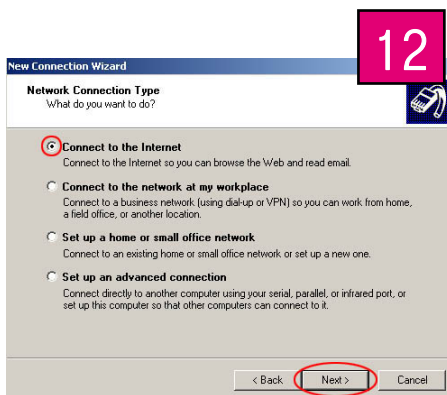 12
New Connection Wizard
Network Connection Type
What do you want to do?
Connect to the Internet
Connect to the Internet so you can browse the Web and read email.
Connect to the network at my workplace
Connect to a business network (using dial-up or VPN) so you can work from home,
a field office, or another location.
Set up a home or small office network
Connect to an existing home or small office network or set up a new one.
Set up an advanced connection
Connect directly to another computer using your serial, parallel, or infrared port, or
set up this computer so that other computers can connect to it.
< Back Next > Cancel